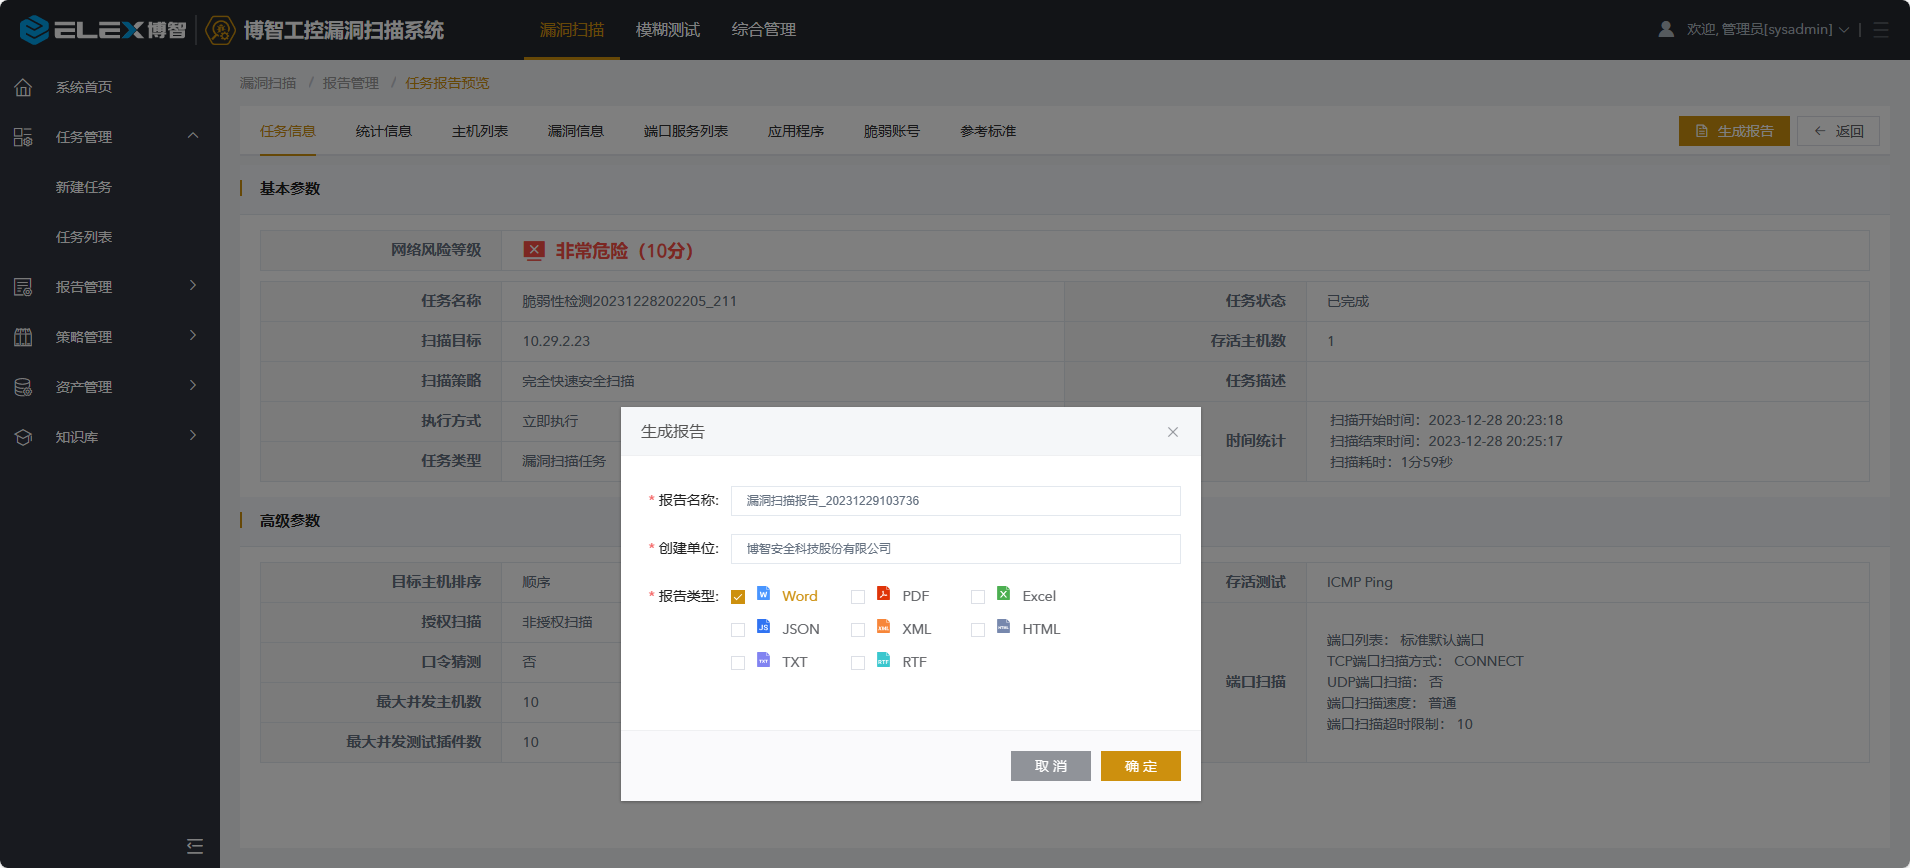 ELEX博智 博智工控漏洞扫描系统 漏洞扫描 模糊测试 综合管理 欢迎, 管理员[sysadmin] |
系统首页
任务管理
新建任务
任务列表
报告管理
策略管理
资产管理
知识库
漏洞扫描 / 报告管理 / 任务报告预览
任务信息 统计信息 主机列表 漏洞信息 端口服务列表 应用程序 脆弱账号 参考标准 生成报告 返回
基本参数
网络风险等级 非常危险（10分）
任务名称 脆弱性检测20231228202205_211 任务状态 已完成
扫描目标 10.29.2.23 存活主机数 1
扫描策略 完全快速安全扫描 任务描述
执行方式 立即执行
任务类型 漏洞扫描任务
时间统计
扫描开始时间：2023-12-28 20:23:18
扫描结束时间：2023-12-28 20:25:17
扫描耗时：1分59秒
高级参数
目标主机排序 顺序 存活测试 ICMP Ping
授权扫描 非授权扫描
口令猜测 否
最大并发主机数 10
最大并发测试插件数 10
端口扫描
端口列表： 标准默认端口
TCP端口扫描方式： CONNECT
UDP端口扫描： 否
端口扫描速度： 普通
端口扫描超时限制： 10
生成报告
* 报告名称: 漏洞扫描报告_20231229103736
* 创建单位: 博智安全科技股份有限公司
* 报告类型: Word PDF Excel
JSON XML HTML
TXT RTF
取 消 确 定